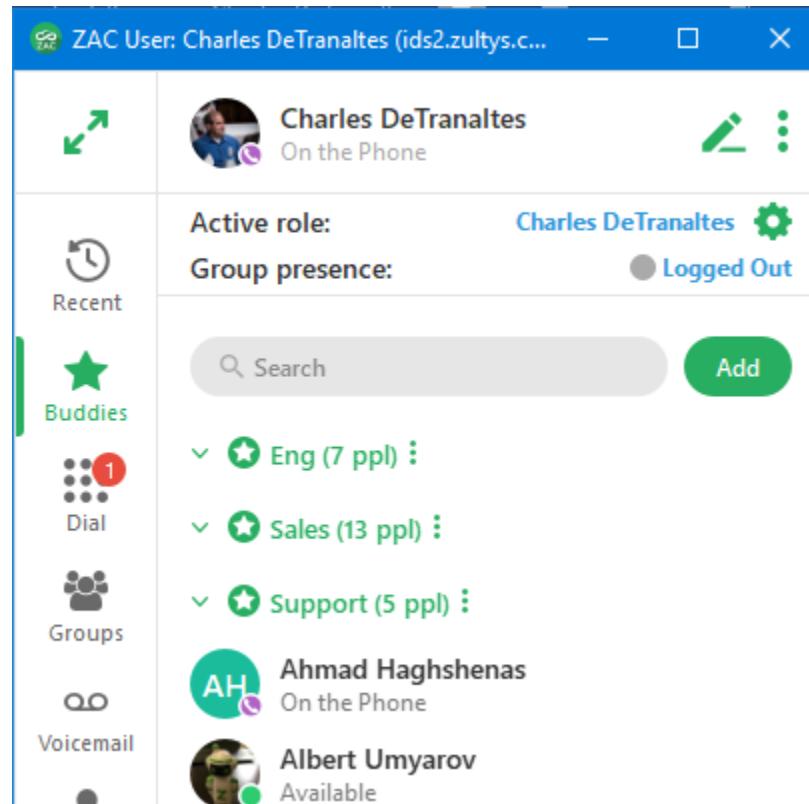 ZAC
ZAC User: Charles DeTranaltes (ids2.zultys.c...
Charles DeTranaltes
On the Phone
Active role:
Charles DeTranaltes
Group presence:
Logged Out
Recent
Search
Add
Buddies
Eng (7 ppl)
1
Dial
Sales (13 ppl)
Support (5 ppl)
Groups
AH
Ahmad Haghshenas
On the Phone
Voicemail
Albert Umyarov
Available